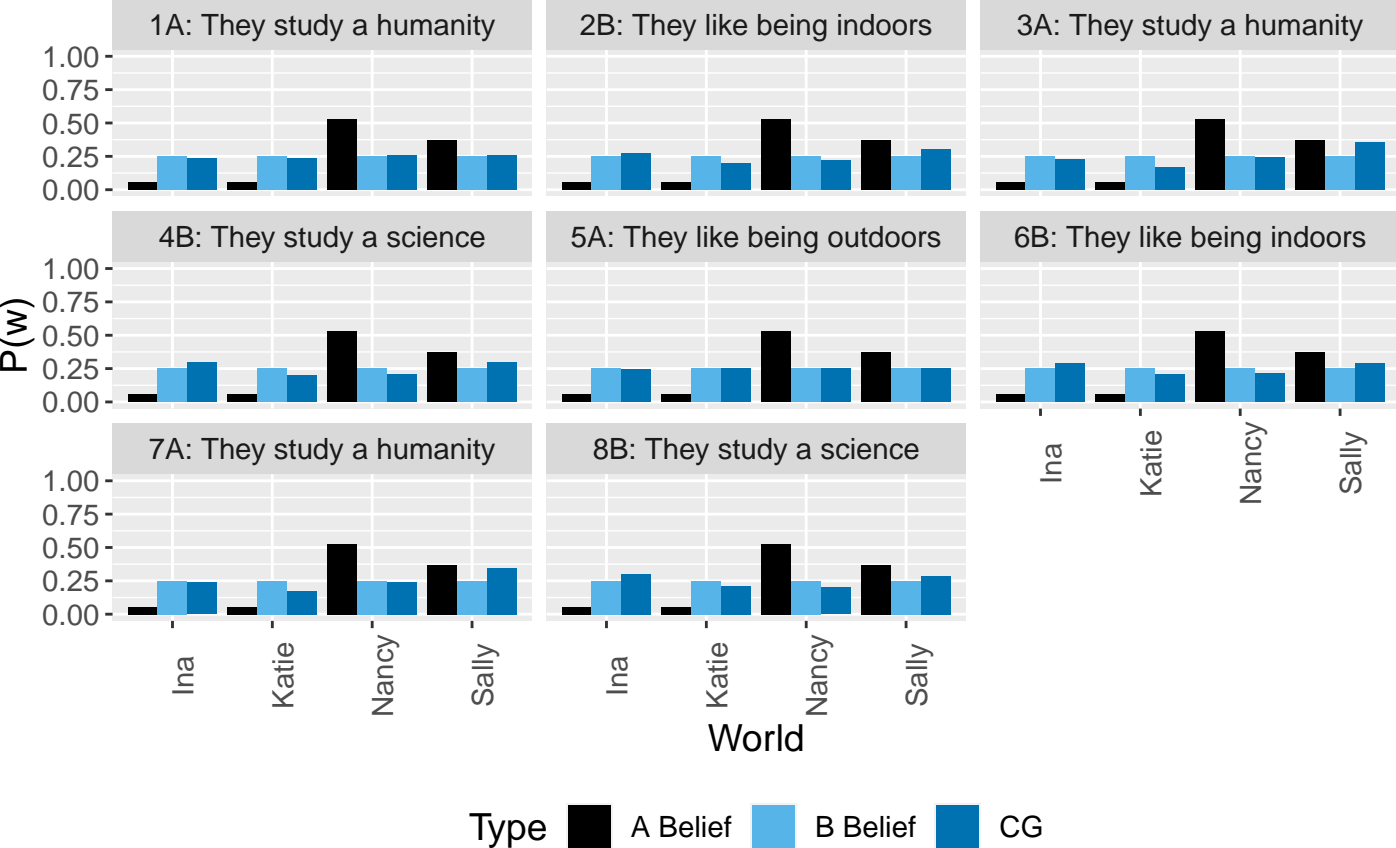 1A: They study a humanity
2B: They like being indoors
3A: They study a humanity
1.00
0.75
0.50
0.25
0.00
4B: They study a science
5A: They like being outdoors
6B: They like being indoors
1.00
0.75
0.50
0.25
0.00
P(w)
Ina
Katie
Nancy
Sally
7A: They study a humanity
8B: They study a science
1.00
0.75
0.50
0.25
0.00
Ina
Katie
Nancy
Sally
Ina
Katie
Nancy
Sally
World
Type A Belief B Belief CG